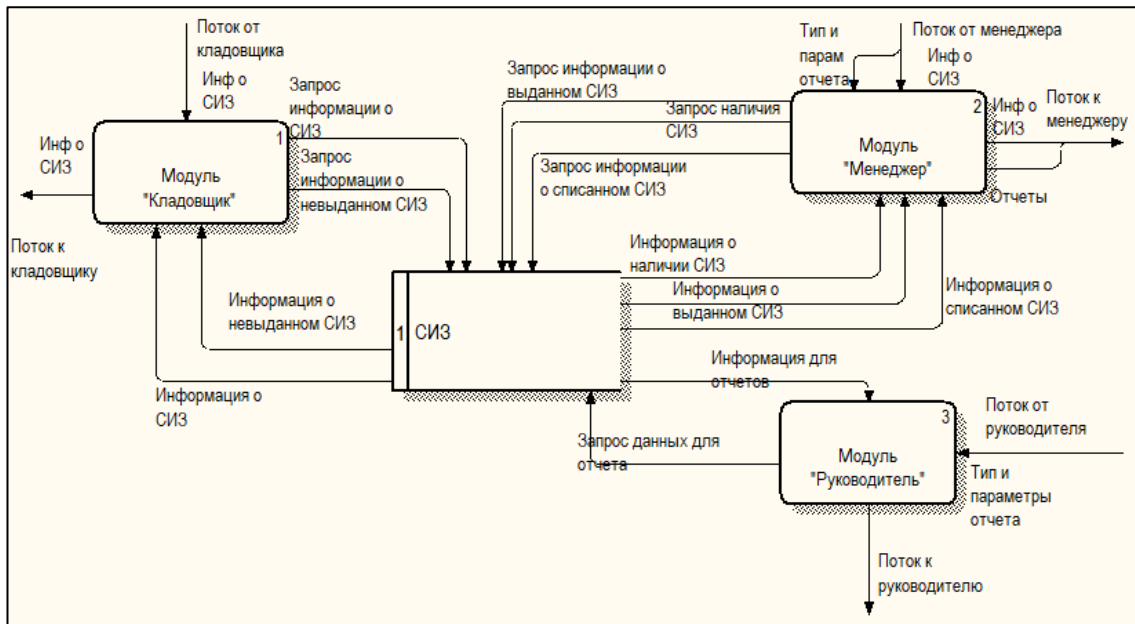 Поток от
кладовщика
Инф о
СИЗ
Запрос
информации о
СИЗ
Запрос
информации о
невыданном СИЗ
1
Модуль
"Кладовщик"
Инф о
СИЗ
Поток к
кладовщику
Информация о
невыданном СИЗ
Информация о
СИЗ
Тип и
парам
отчета
Поток от менеджера
Инф о
СИЗ
Запрос информации о
выданном СИЗ
Запрос наличия
СИЗ
Запрос информации
о списанном СИЗ
2
Модуль
"Менеджер"
Инф о
СИЗ
Поток к
менеджеру
Отчеты
Информация о
наличии СИЗ
Информация о
выданном СИЗ
Информация о
списанном СИЗ
1
СИЗ
Информация для
отчетов
Запрос данных для
отчета
3
Модуль
"Руководитель"
Поток от
руководителя
Тип и
параметры
отчета
Поток к
руководителю